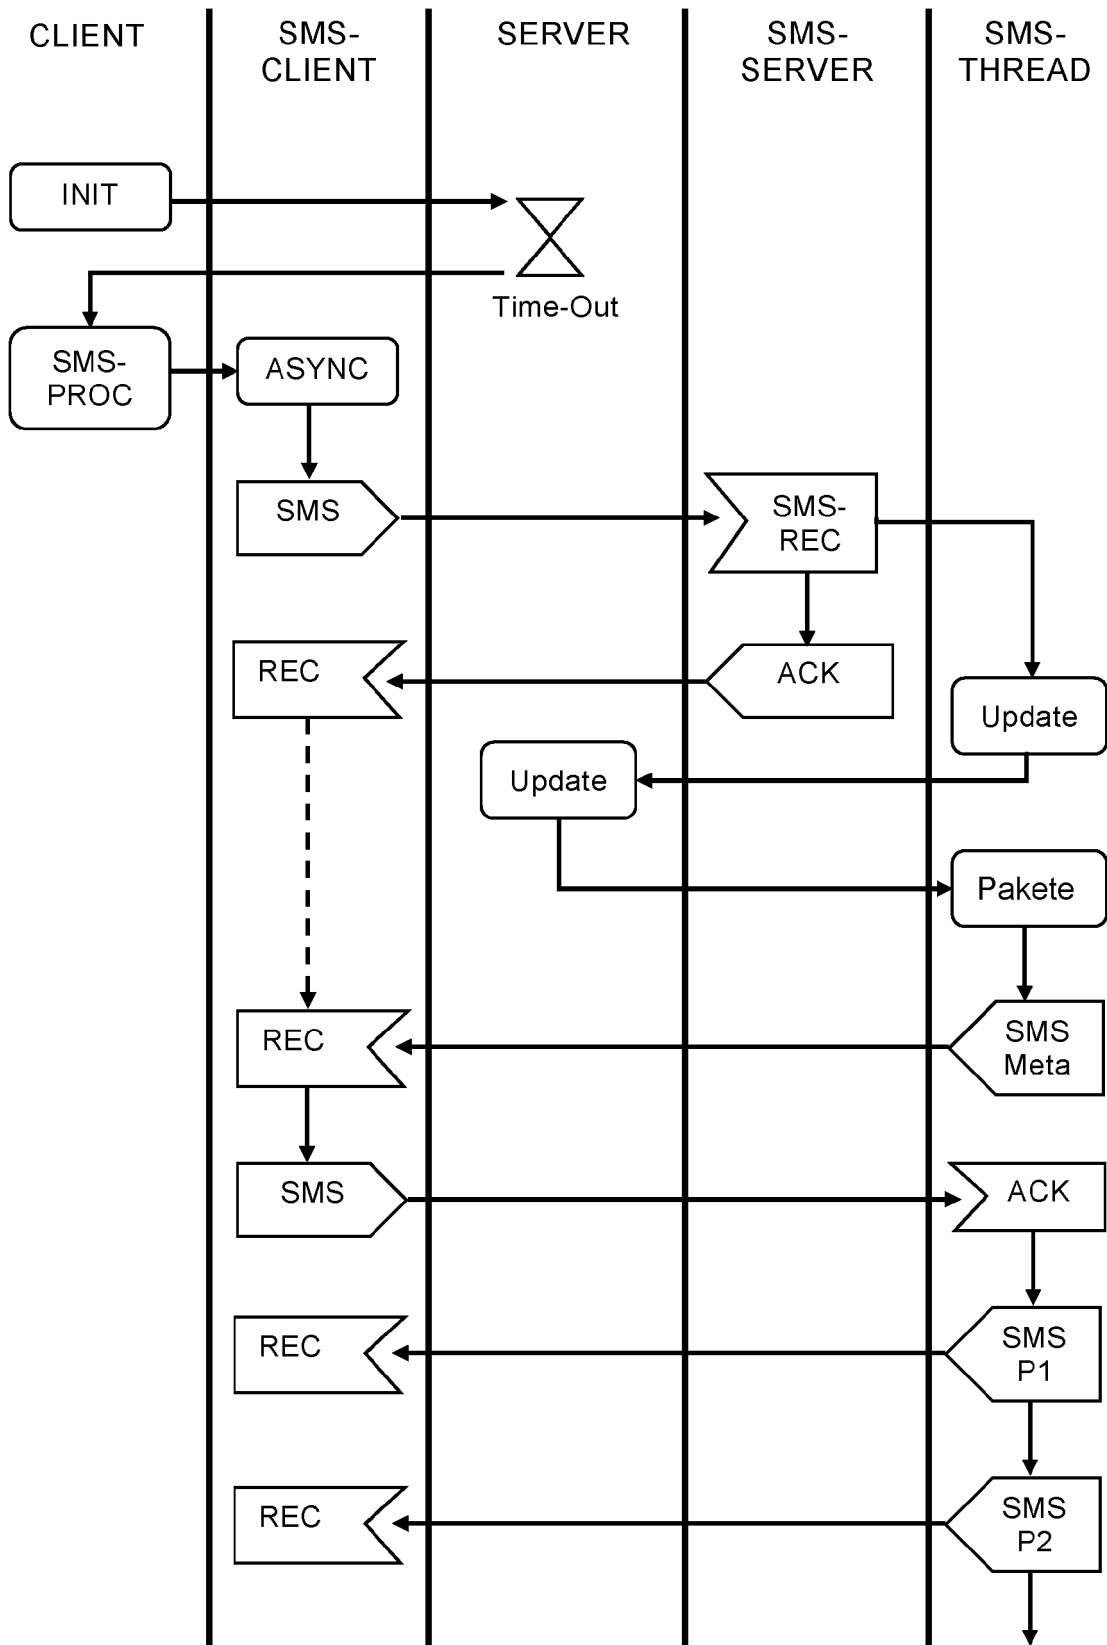 CLIENT
SMS-
CLIENT
SERVER
SMS-
SERVER
SMS-
THREAD
INIT
Time-Out
SMS-
PROC
ASYNC
SMS
SMS-
REC
REC
ACK
Update
Update
Pakete
REC
SMS
Meta
SMS
ACK
REC
SMS
P1
REC
SMS
P2